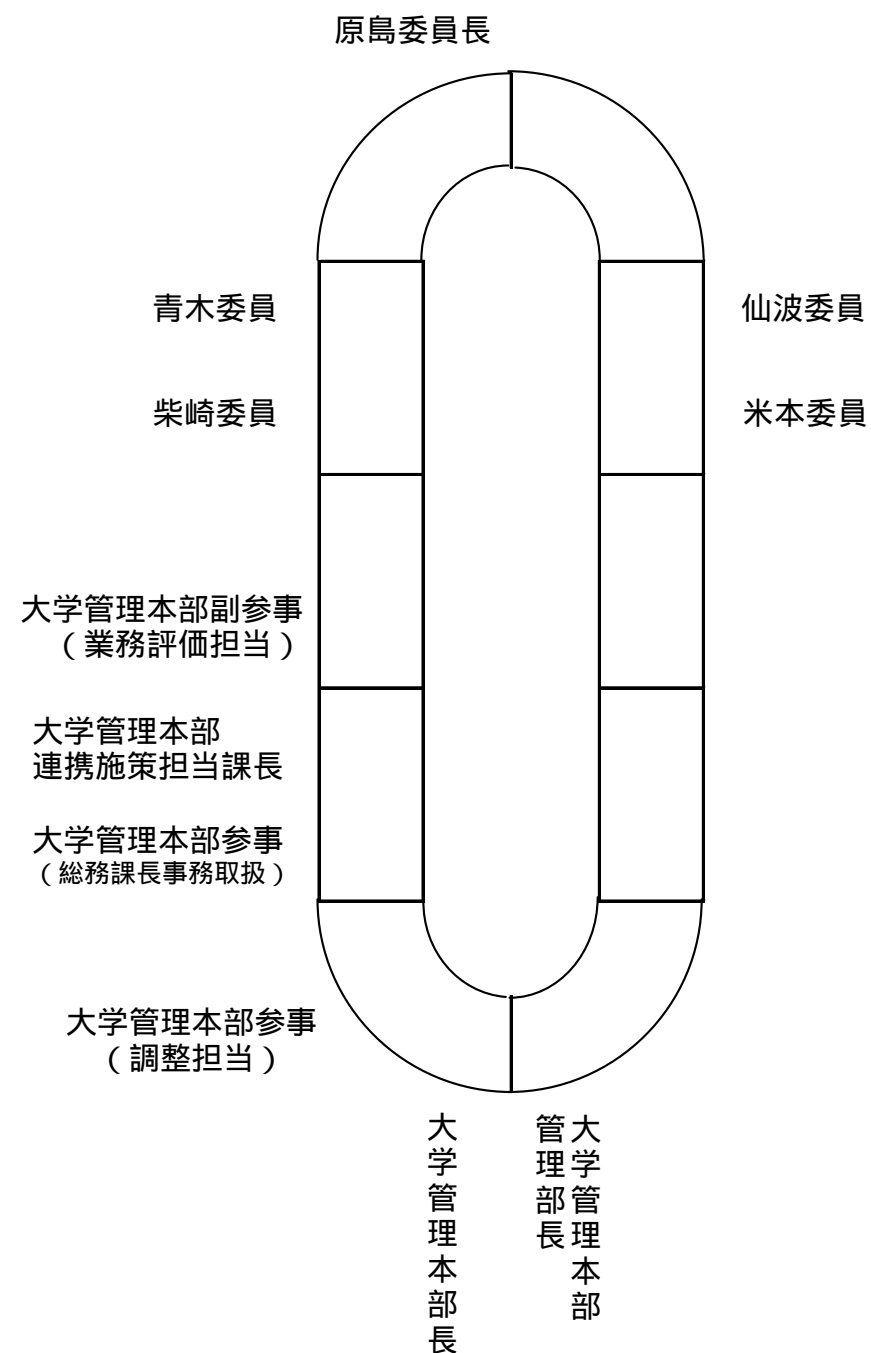 原島委員長
青木委員
仙波委員
柴崎委員
米本委員
大学管理本部副参事
（業務評価担当）
大学管理本部
連携施策担当課長
大学管理本部参事
（総務課長事務取扱）
大学管理本部参事
（調整担当）
大学管理本部長
大学管理本部
管理部長